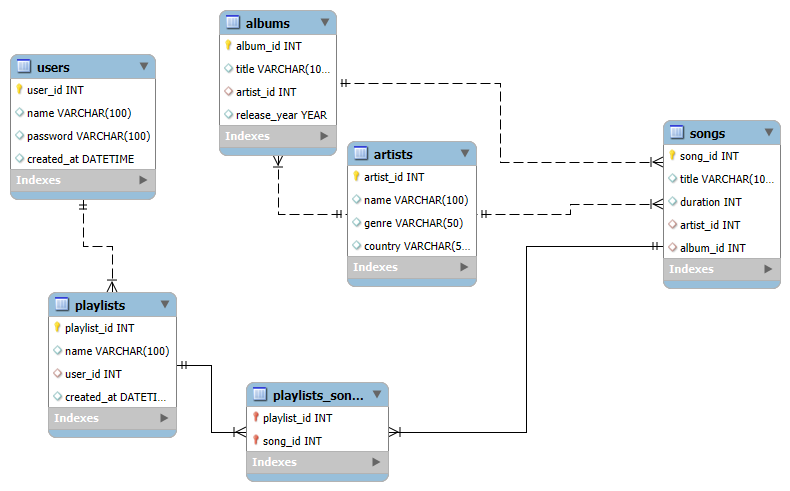 albums
album_id INT
title VARCHAR(10...
artist_id INT
release_year YEAR
Indexes
users
user_id INT
name VARCHAR(100)
password VARCHAR(100)
created_at DATETIME
Indexes
artists
artist_id INT
name VARCHAR(100)
genre VARCHAR(50)
country VARCHAR(5...
Indexes
songs
song_id INT
title VARCHAR(10...
duration INT
artist_id INT
album_id INT
Indexes
playlists
playlist_id INT
name VARCHAR(100)
user_id INT
created_at DATETI...
Indexes
playlists_son...
playlist_id INT
song_id INT
Indexes